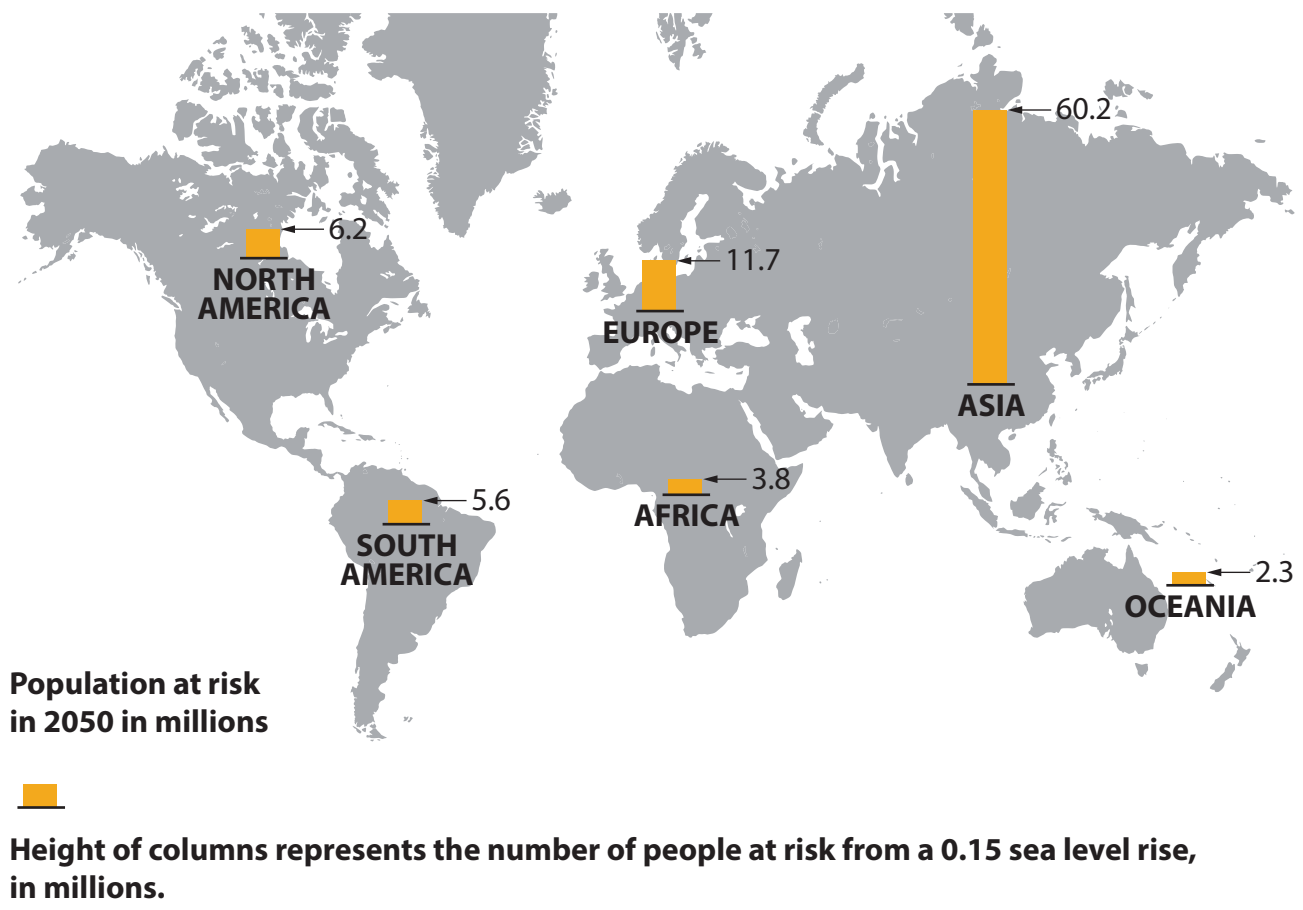 60.2
6.2
NORTH
AMERICA
11.7
EUROPE
ASIA
3.8
AFRICA
5.6
SOUTH
AMERICA
2.3
OCEANIA
Population at risk
in 2050 in millions
Height of columns represents the number of people at risk from a 0.15 sea level rise,
in millions.